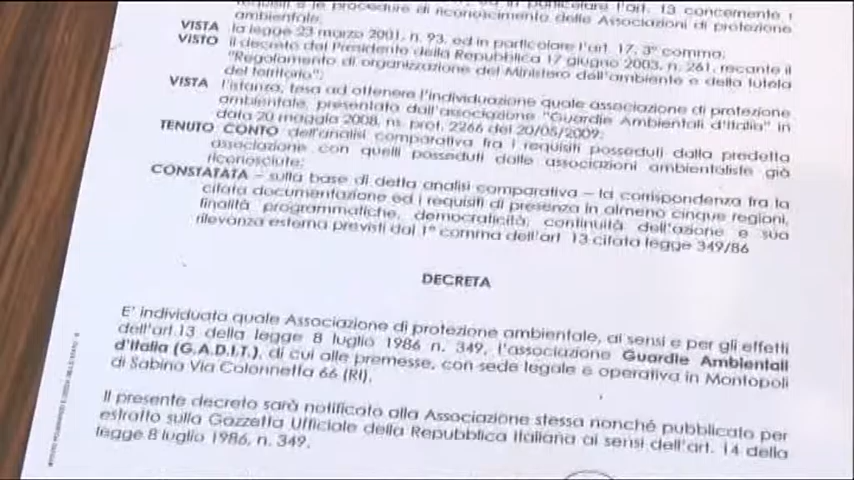 requisiti e le procedure di riconoscimento delle Associazioni di protezione
ambientale;
VISTA la legge 23 marzo 2001, n. 93, ed in particolare l'art. 17, 3° comma;
VISTO il decreto del Presidente della Repubblica 17 giugno 2003, n. 261, recante il
"Regolamento di organizzazione del Ministero dell'ambiente e della tutela
del territorio";
VISTA l'istanza, tesa ad ottenere l'individuazione quale associazione di protezione
ambientale, presentata dall'associazione "Guardie Ambientali d'Italia" in
data 20 maggio 2008, ns. prot. 2266 del 20/05/2009;
TENUTO CONTO dell'analisi comparativa fra i requisiti posseduti dalla predetta
associazione con quelli posseduti dalle associazioni ambientaliste già
riconosciute;
CONSTATATA – sulla base di detta analisi comparativa – la corrispondenza fra la
citata documentazione ed i requisiti di presenza in almeno cinque regioni,
finalità programmatiche, democraticità, continuità dell'azione e sua
rilevanza esterna previsti dal 1° comma dell'art 13 citata legge 349/86
DECRETA
E' individuata quale Associazione di protezione ambientale, ai sensi e per gli effetti
dell'art.13 della legge 8 luglio 1986 n. 349, l'associazione Guardie Ambientali
d'Italia (G.A.D.I.T.), di cui alle premesse, con sede legale e operativa in Montopoli
di Sabina Via Colonnetta 66 (RI).
Il presente decreto sarà notificato alla Associazione stessa nonché pubblicato per
estratto sulla Gazzetta Ufficiale della Repubblica Italiana ai sensi dell'art. 14 della
legge 8 luglio 1986, n. 349.